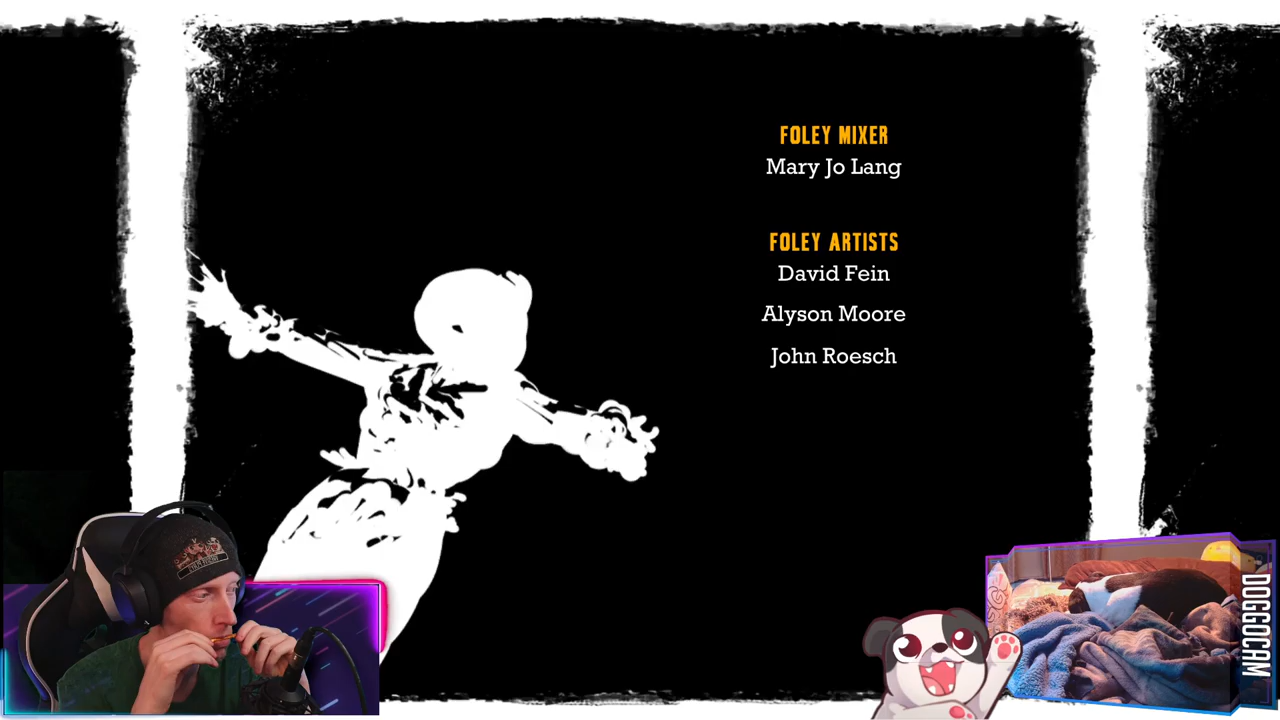 FOLEY MIXER
Mary Jo Lang
FOLEY ARTISTS
David Fein
Alyson Moore
John Roesch
DOGGOCAM